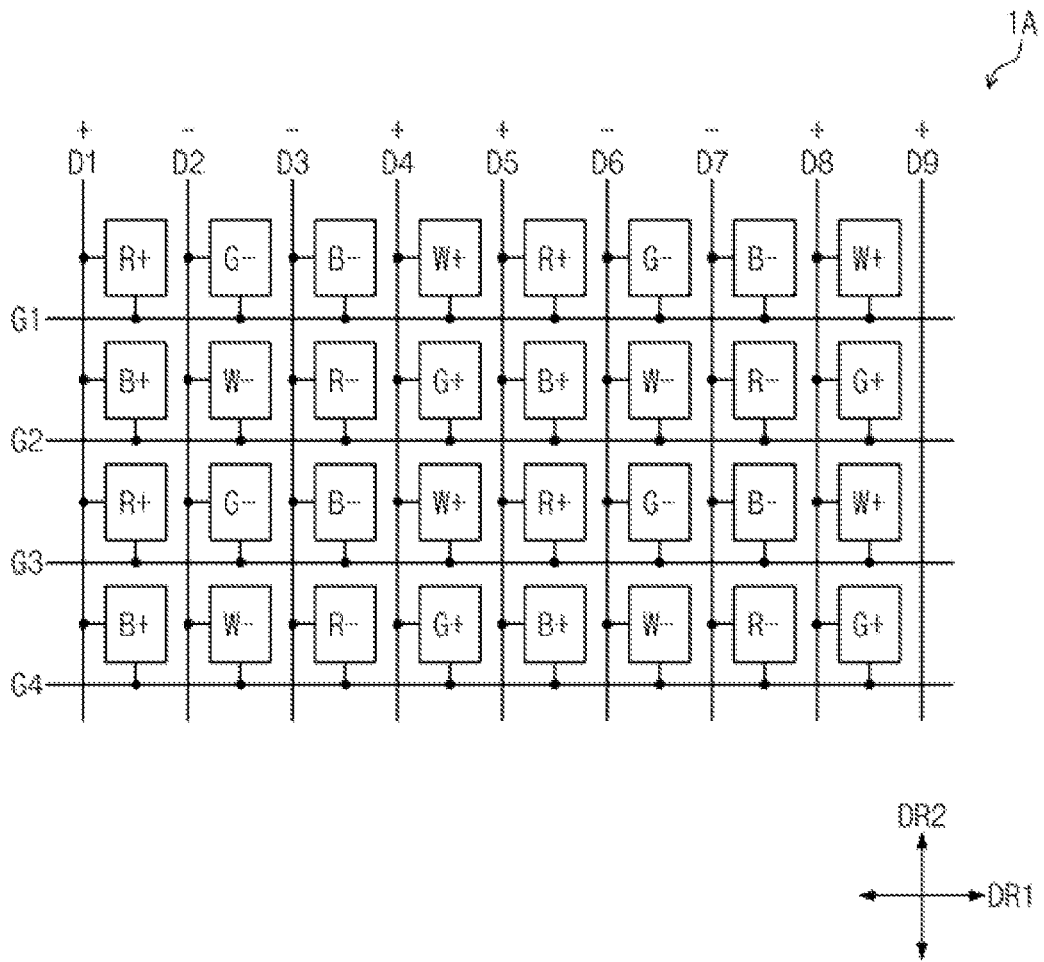 1A
+ - - + + - - + +
D1 D2 D3 D4 D5 D6 D7 D8 D9
R+ G- B- W+ R+ G- B- W+
G1
B+ W- R- G+ B+ W- R- G+
G2
R+ G- B- W+ R+ G- B- W+
G3
B+ W- R- G+ B+ W- R- G+
G4
DR2
DR1